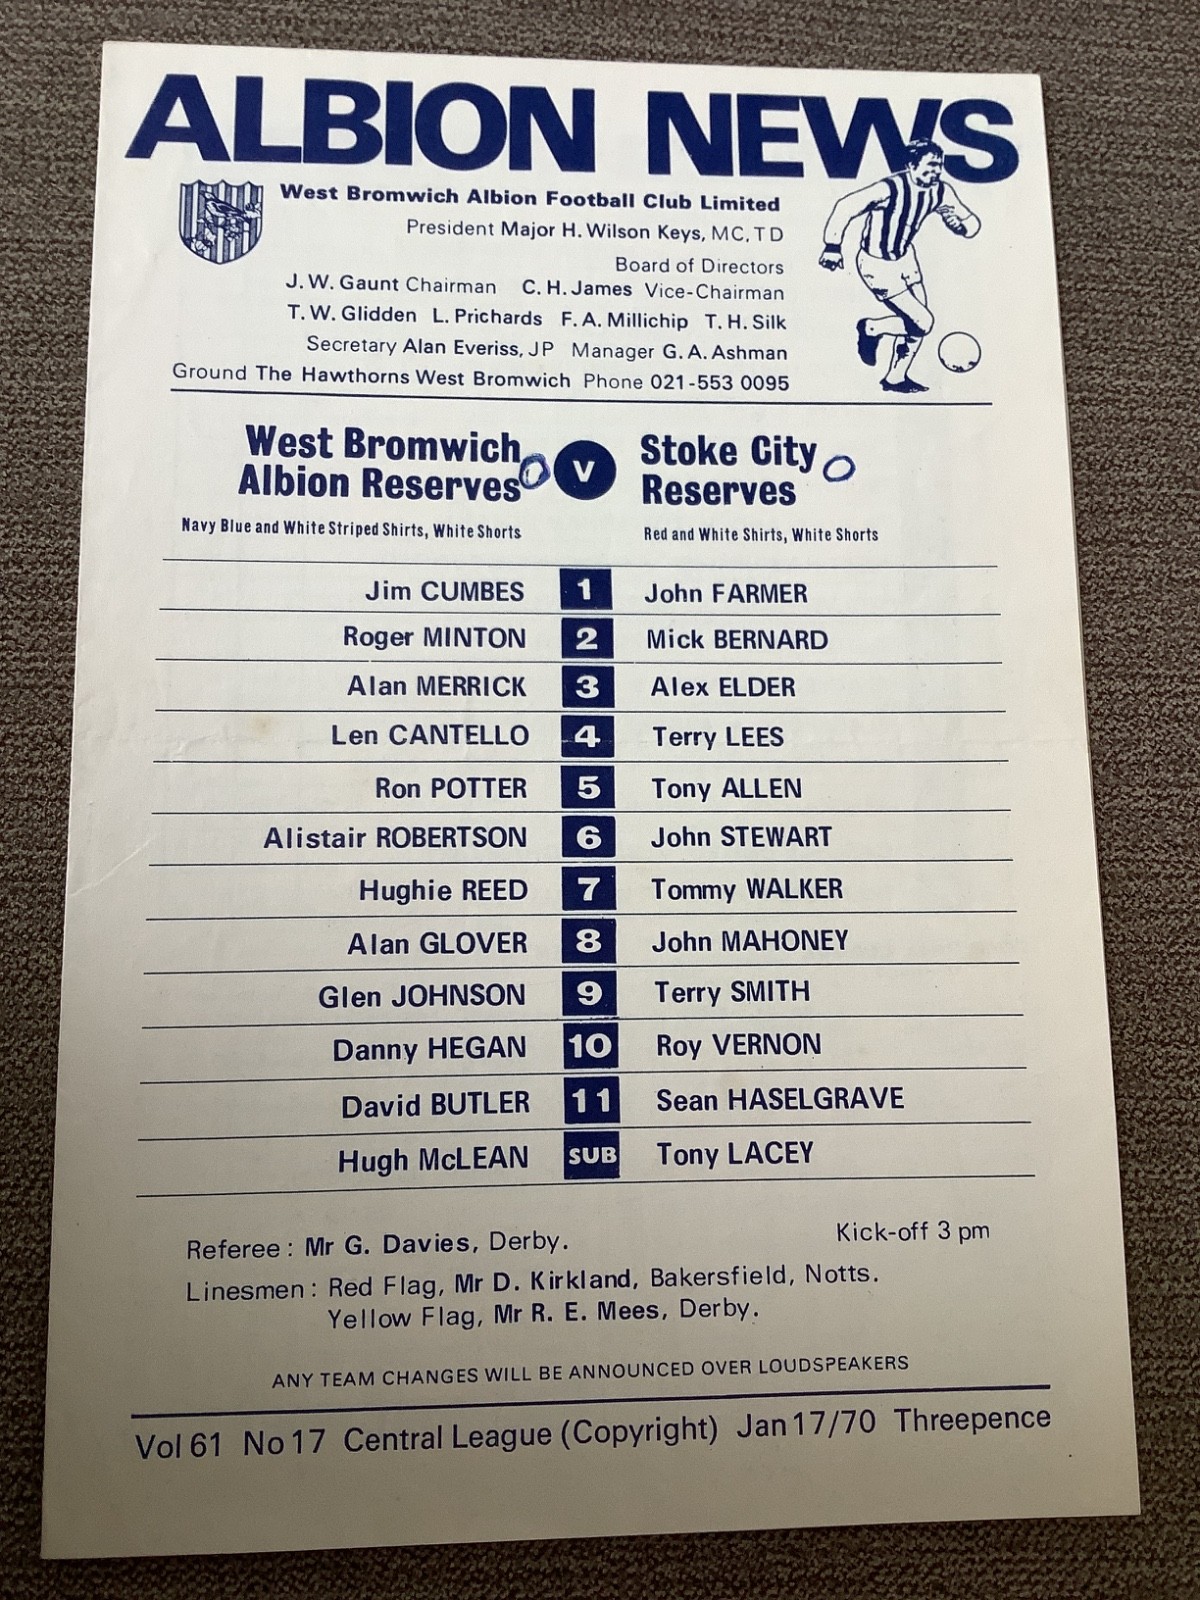 ALBION NEWS
West Bromwich Albion Football Club Limited
President Major H. Wilson Keys, MC, TD
Board of Directors
J. W. Gaunt Chairman C. H. James Vice-Chairman
T. W. Glidden L. Prichards F. A. Millichip T. H. Silk
Secretary Alan Everiss, JP Manager G. A. Ashman
Ground The Hawthorns West Bromwich Phone 021-553 0095
West Bromwich Albion Reserves 0 V Stoke City Reserves 0
Navy Blue and White Striped Shirts, White Shorts Red and White Shirts, White Shorts
Jim CUMBES 1 John FARMER
Roger MINTON 2 Mick BERNARD
Alan MERRICK 3 Alex ELDER
Len CANTELLO 4 Terry LEES
Ron POTTER 5 Tony ALLEN
Alistair ROBERTSON 6 John STEWART
Hughie REED 7 Tommy WALKER
Alan GLOVER 8 John MAHONEY
Glen JOHNSON 9 Terry SMITH
Danny HEGAN 10 Roy VERNON
David BUTLER 11 Sean HASELGRAVE
Hugh McLEAN SUB Tony LACEY
Referee : Mr G. Davies, Derby. Kick-off 3 pm
Linesmen : Red Flag, Mr D. Kirkland, Bakersfield, Notts.
Yellow Flag, Mr R. E. Mees, Derby.
ANY TEAM CHANGES WILL BE ANNOUNCED OVER LOUDSPEAKERS
Vol 61 No 17 Central League (Copyright) Jan 17/70 Threepence